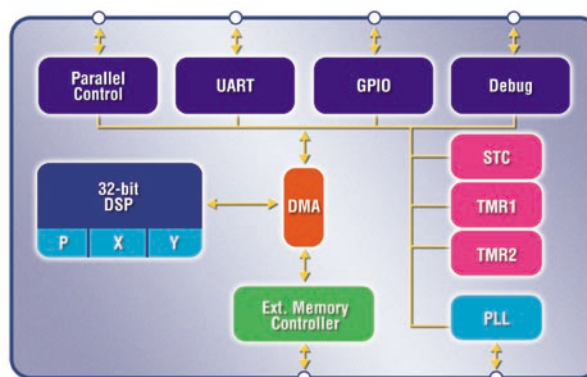 Parallel
Control
UART
GPIO
Debug
STC
32-bit
DSP
P X Y
DMA
TMR1
TMR2
Ext. Memory
Controller
PLL